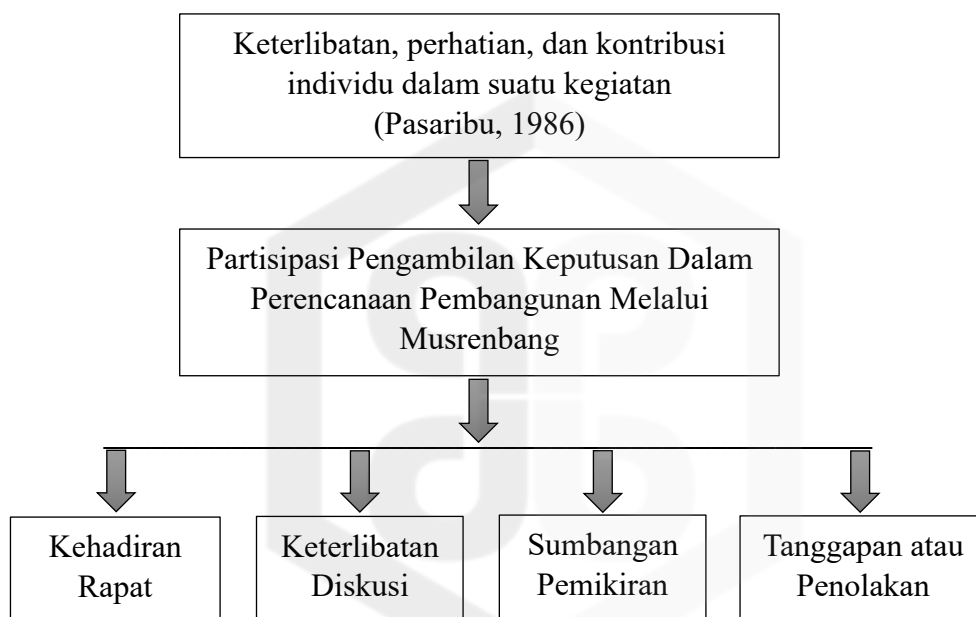 Keterlibatan, perhatian, dan kontribusi
individu dalam suatu kegiatan
(Pasaribu, 1986)
Partisipasi Pengambilan Keputusan Dalam
Perencanaan Pembangunan Melalui
Musrenbang
Kehadiran
Rapat
Keterlibatan
Diskusi
Sumbangan
Pemikiran
Tanggapan atau
Penolakan